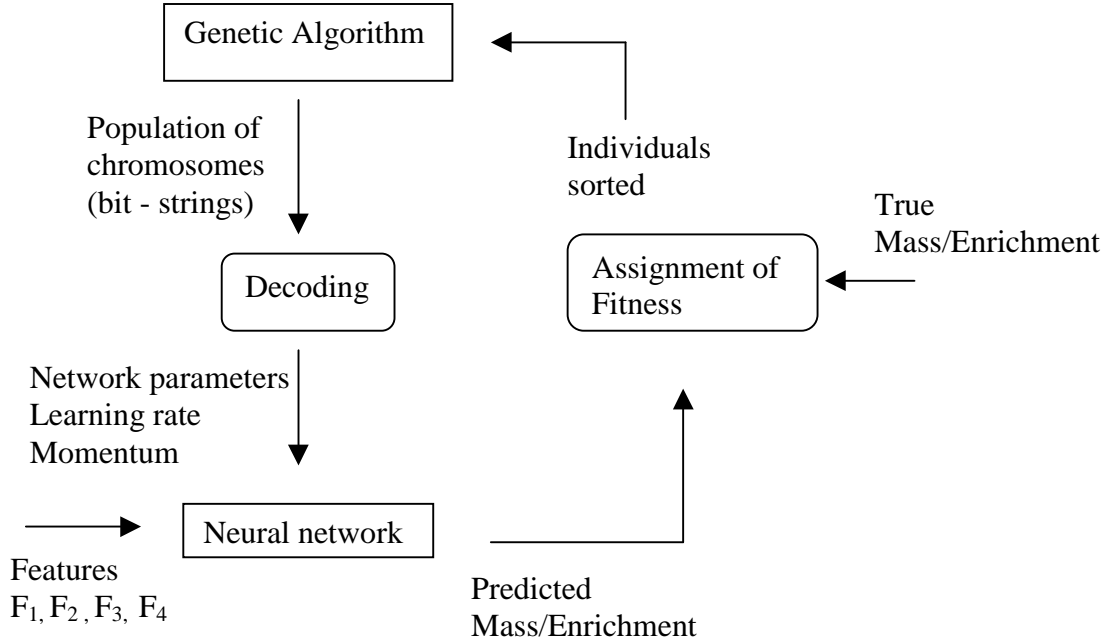 Genetic Algorithm
Population of
chromosomes
(bit - strings)
Individuals
sorted
True
Mass/Enrichment
Decoding
Assignment of
Fitness
Network parameters
Learning rate
Momentum
Neural network
Features
F₁, F₂ , F₃, F₄
Predicted
Mass/Enrichment